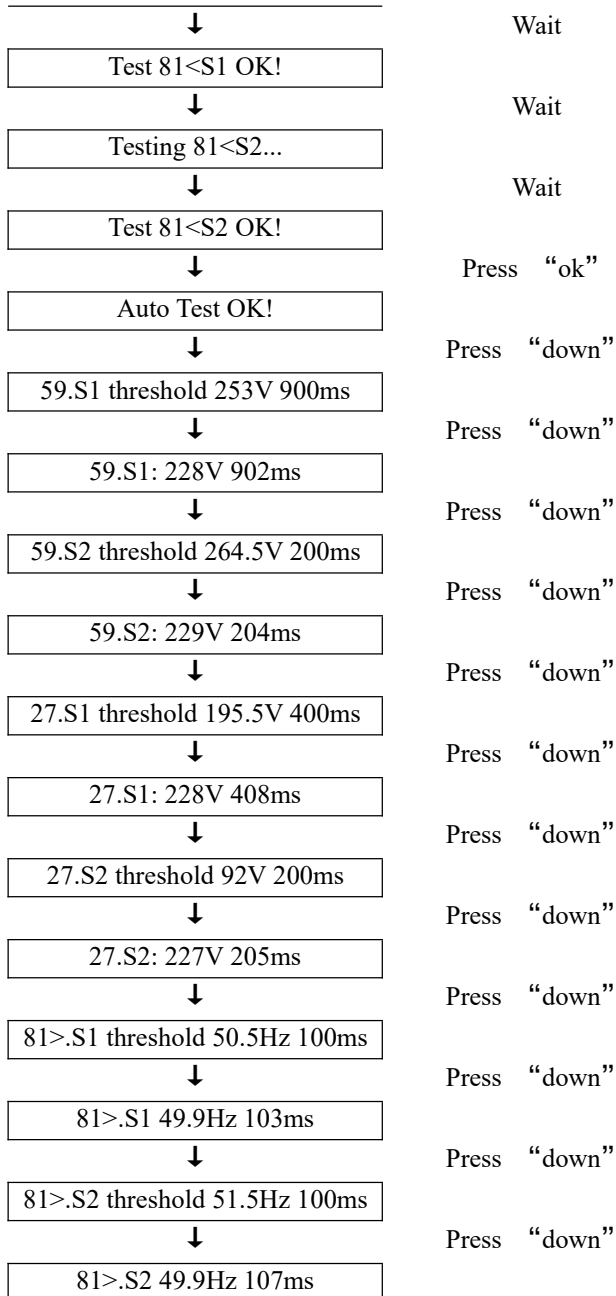 ↓ Wait
Test 81<S1 OK!
↓ Wait
Testing 81<S2...
↓ Wait
Test 81<S2 OK!
↓ Press “ok”
Auto Test OK!
↓ Press “down”
59.S1 threshold 253V 900ms
↓ Press “down”
59.S1: 228V 902ms
↓ Press “down”
59.S2 threshold 264.5V 200ms
↓ Press “down”
59.S2: 229V 204ms
↓ Press “down”
27.S1 threshold 195.5V 400ms
↓ Press “down”
27.S1: 228V 408ms
↓ Press “down”
27.S2 threshold 92V 200ms
↓ Press “down”
27.S2: 227V 205ms
↓ Press “down”
81>.S1 threshold 50.5Hz 100ms
↓ Press “down”
81>.S1 49.9Hz 103ms
↓ Press “down”
81>.S2 threshold 51.5Hz 100ms
↓ Press “down”
81>.S2 49.9Hz 107ms